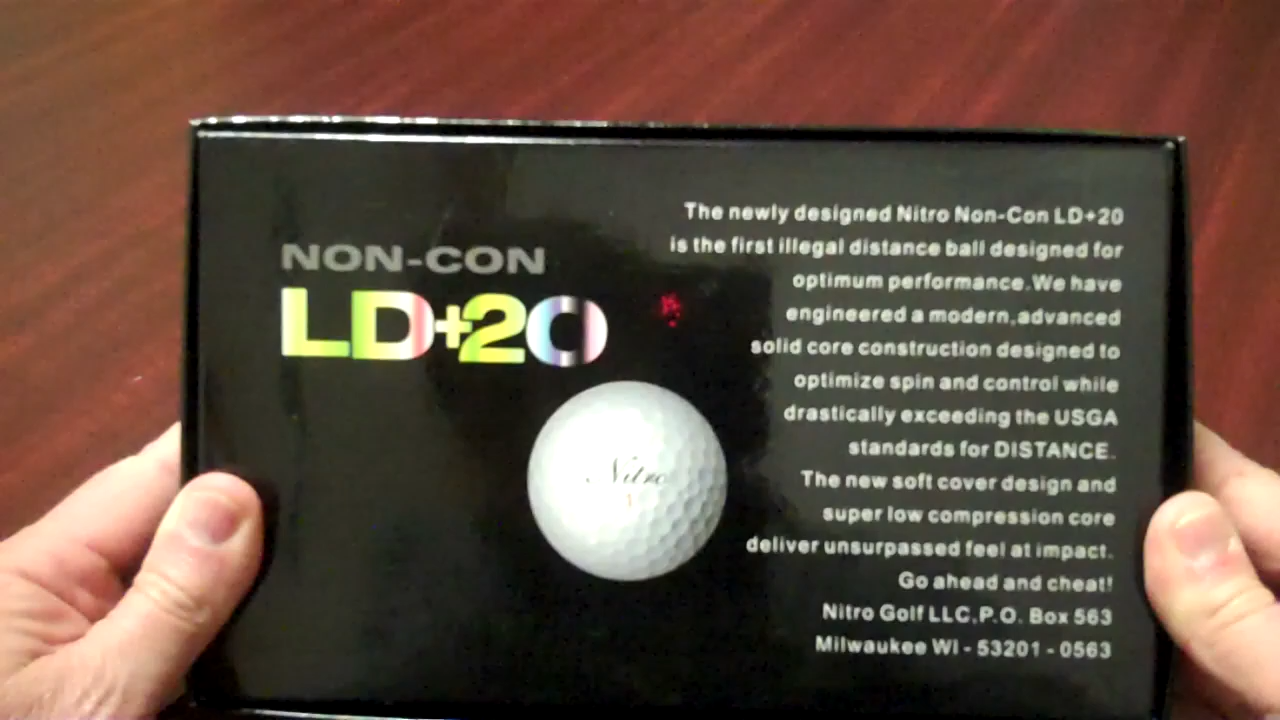 NON-CON
LD+20
Nitro
The newly designed Nitro Non-Con LD+20
is the first illegal distance ball designed for
optimum performance.We have
engineered a modern,advanced
solid core construction designed to
optimize spin and control while
drastically exceeding the USGA
standards for DISTANCE.
The new soft cover design and
super low compression core
deliver unsurpassed feel at impact.
Go ahead and cheat!
Nitro Golf LLC,P.O. Box 563
Milwaukee WI - 53201 - 0563